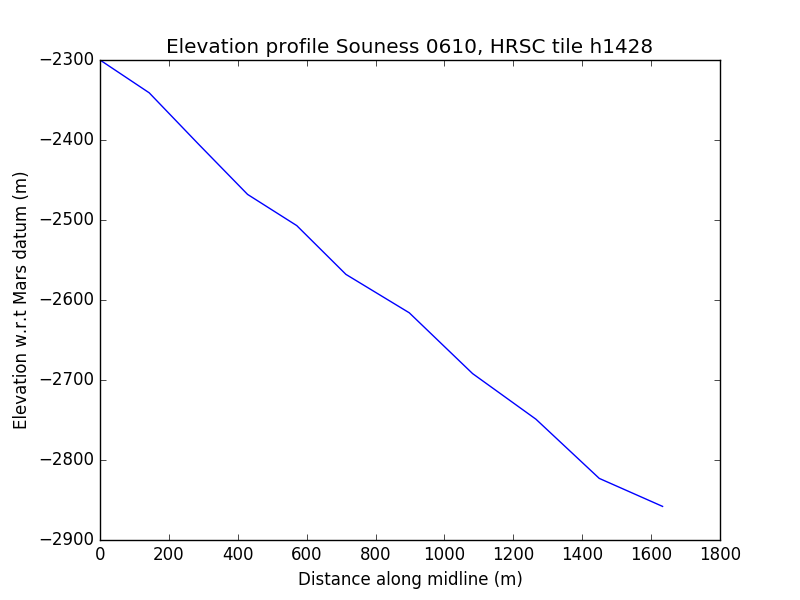 Elevation profile Souness 0610, HRSC tile h1428
−2300
−2400
−2500
−2600
−2700
−2800
−2900
Elevation w.r.t Mars datum (m)
0 200 400 600 800 1000 1200 1400 1600 1800
Distance along midline (m)